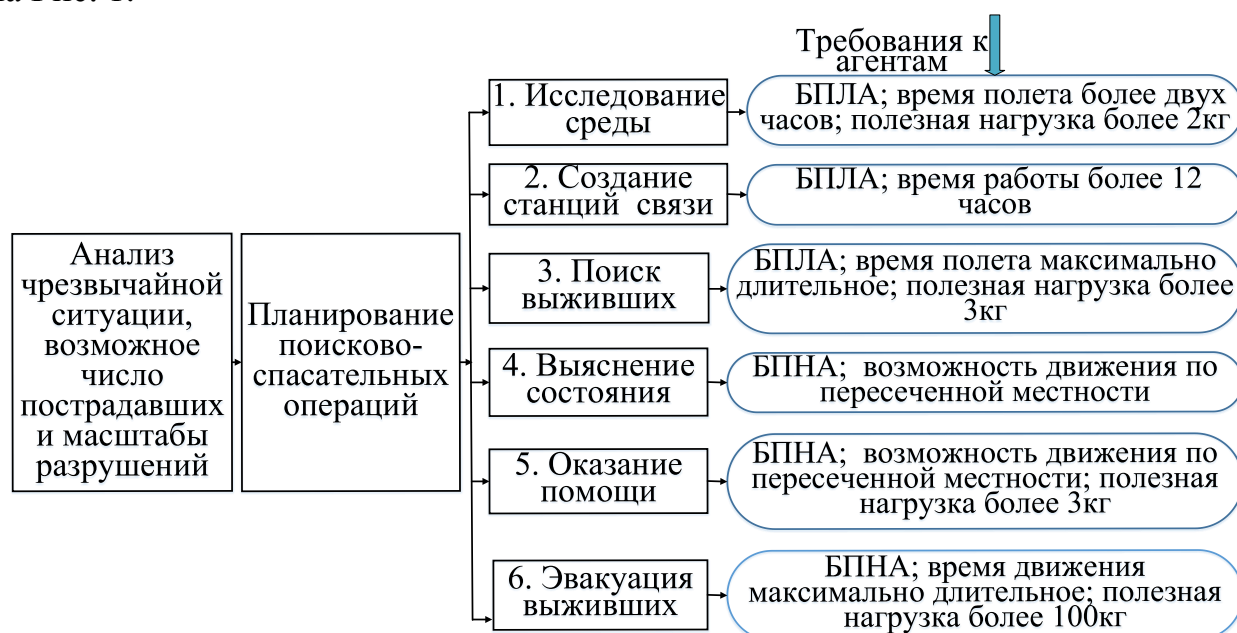 Требования к
агентам
Анализ
чрезвычайной
ситуации,
возможное
число
пострадавших
и масштабы
разрушений
Планирование
поисково-
спасательных
операций
1. Исследование
среды
БПЛА; время полета более двух
часов; полезная нагрузка более 2кг
2. Создание
станций связи
БПЛА; время работы более 12
часов
3. Поиск
выживших
БПЛА; время полета максимально
длительное; полезная нагрузка более
3кг
4. Выяснение
состояния
БПНА; возможность движения по
пересеченной местности
5. Оказание
помощи
БПНА; возможность движения по
пересеченной местности; полезная
нагрузка более 3кг
6. Эвакуация
выживших
БПНА; время движения
максимально длительное; полезная
нагрузка более 100кг